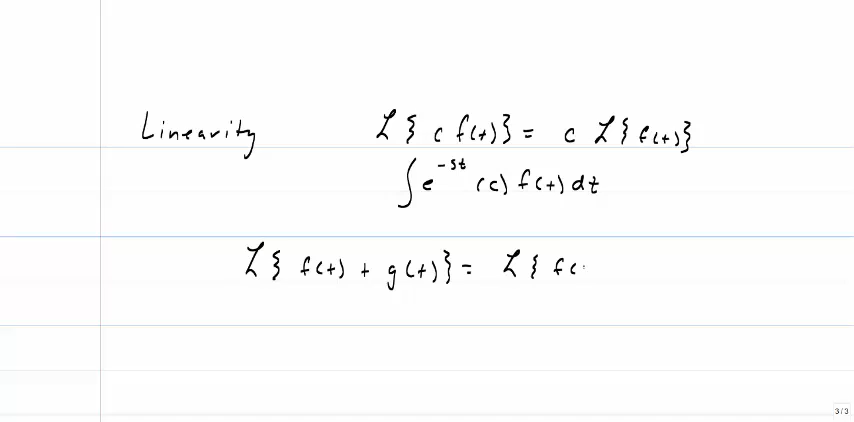 Linearity ℒ{ c f(t)} = c ℒ{ f(t)}
∫ e^{-st} (c) f(t) dt
ℒ{ f(t) + g(t)} = ℒ{ f(
3/3